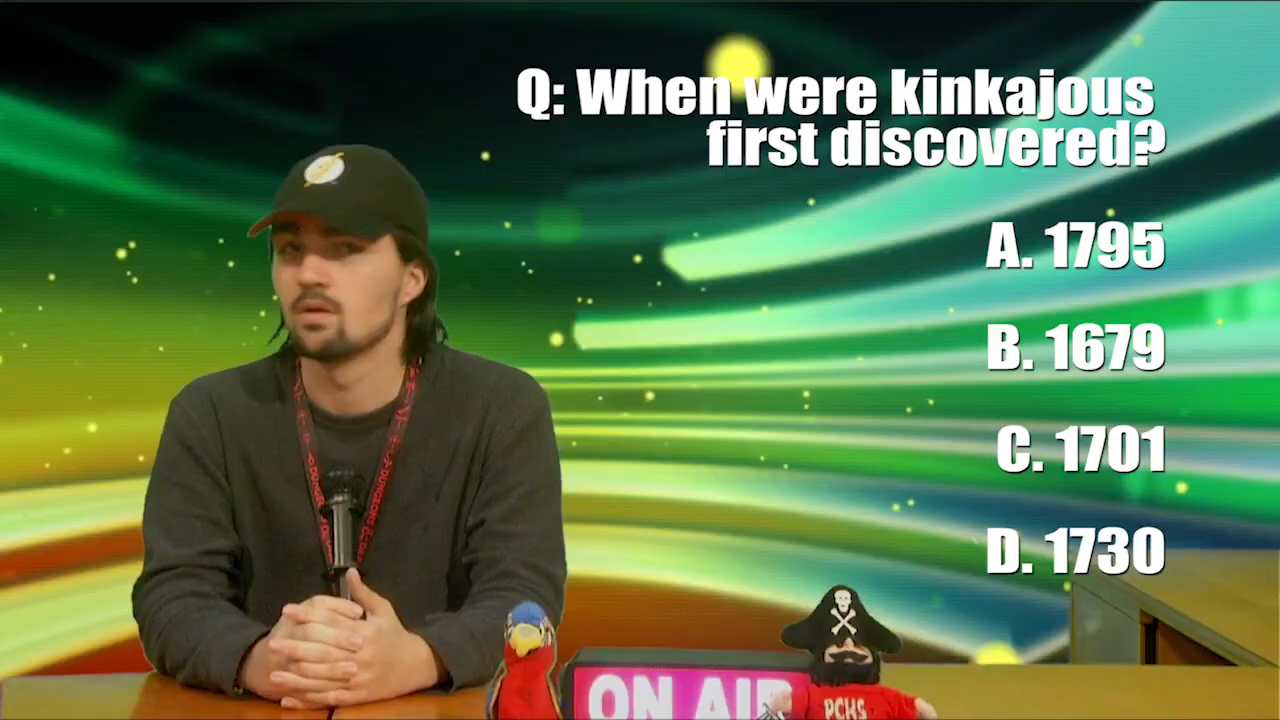 Q: When were kinkajous
first discovered?
A. 1795
B. 1679
C. 1701
D. 1730
ON AIR
PCHS